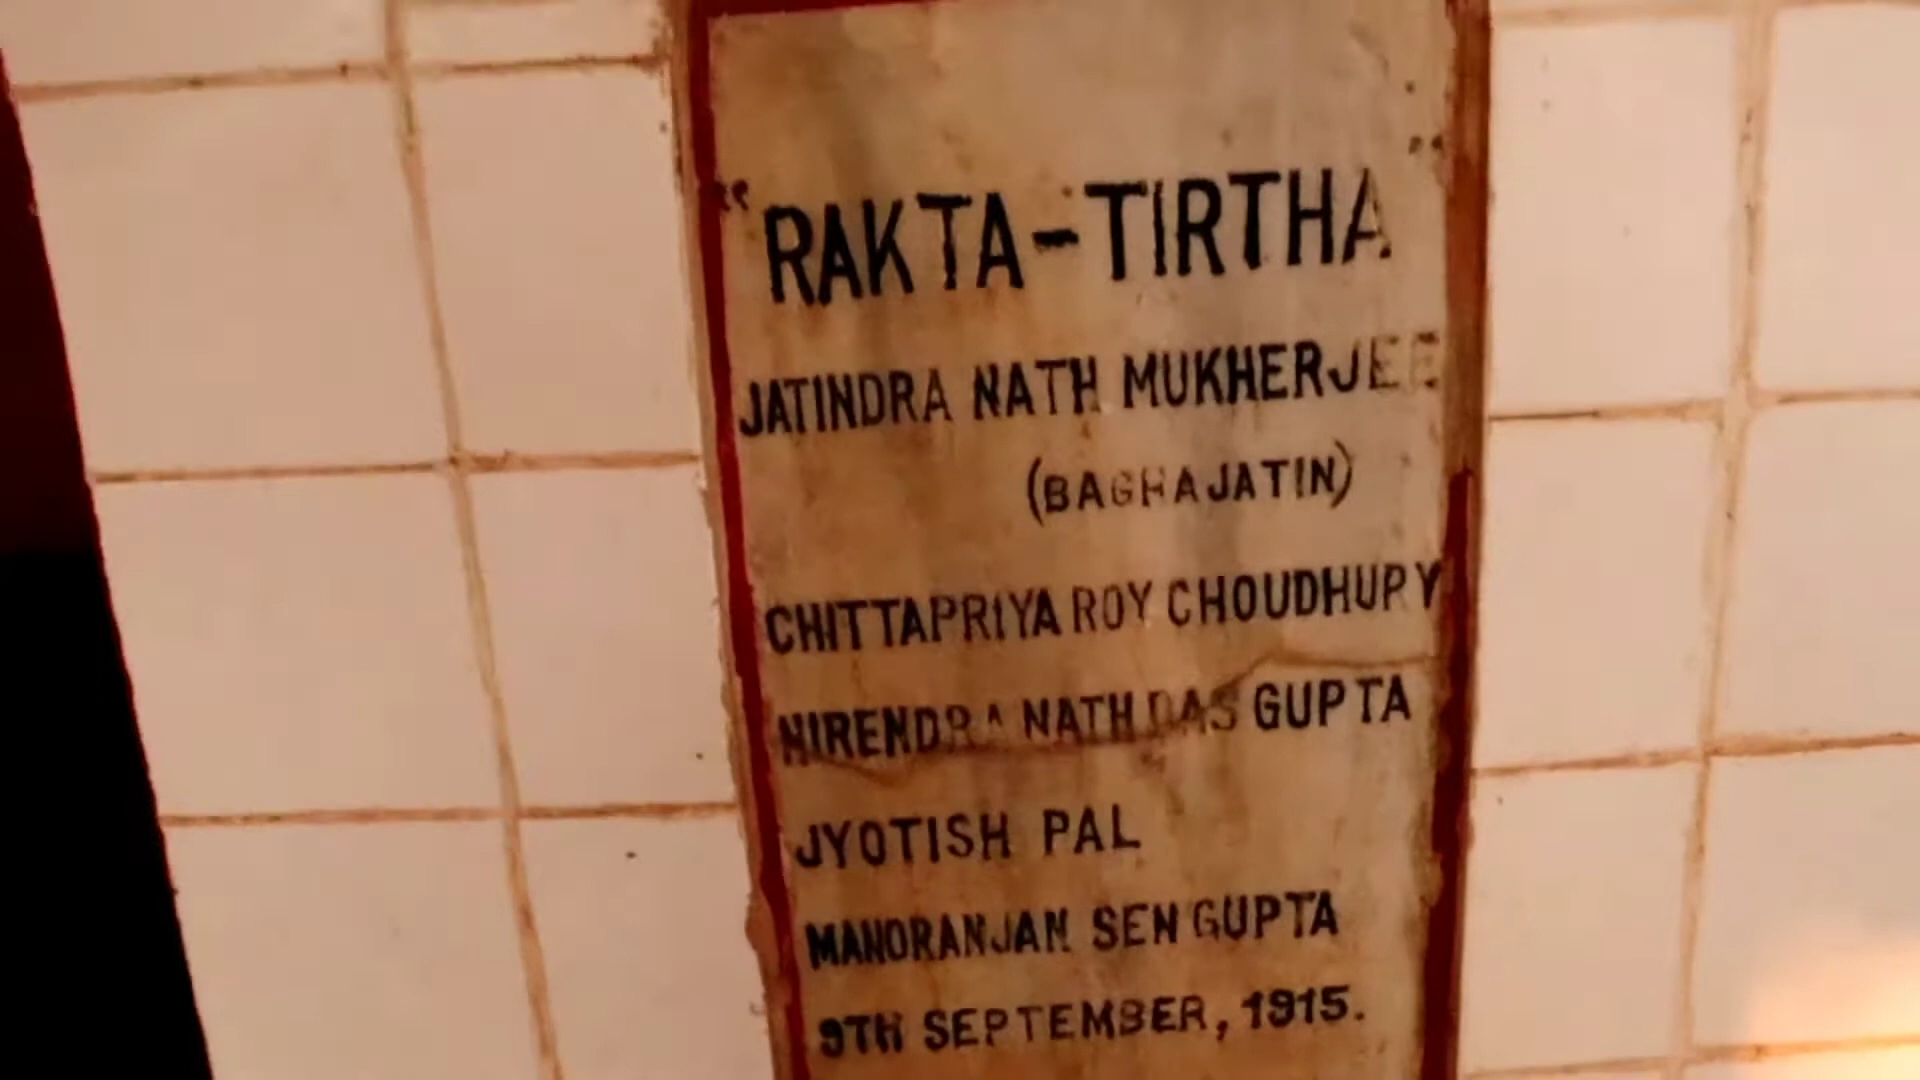 "RAKTA-TIRTHA"
JATINDRA NATH MUKHERJEE
(BAGHAJATIN)
CHITTAPRIYA ROY CHOUDHURY
NIRENDRA NATH DAS GUPTA
JYOTISH PAL
MANORANJAN SEN GUPTA
9TH SEPTEMBER, 1915.